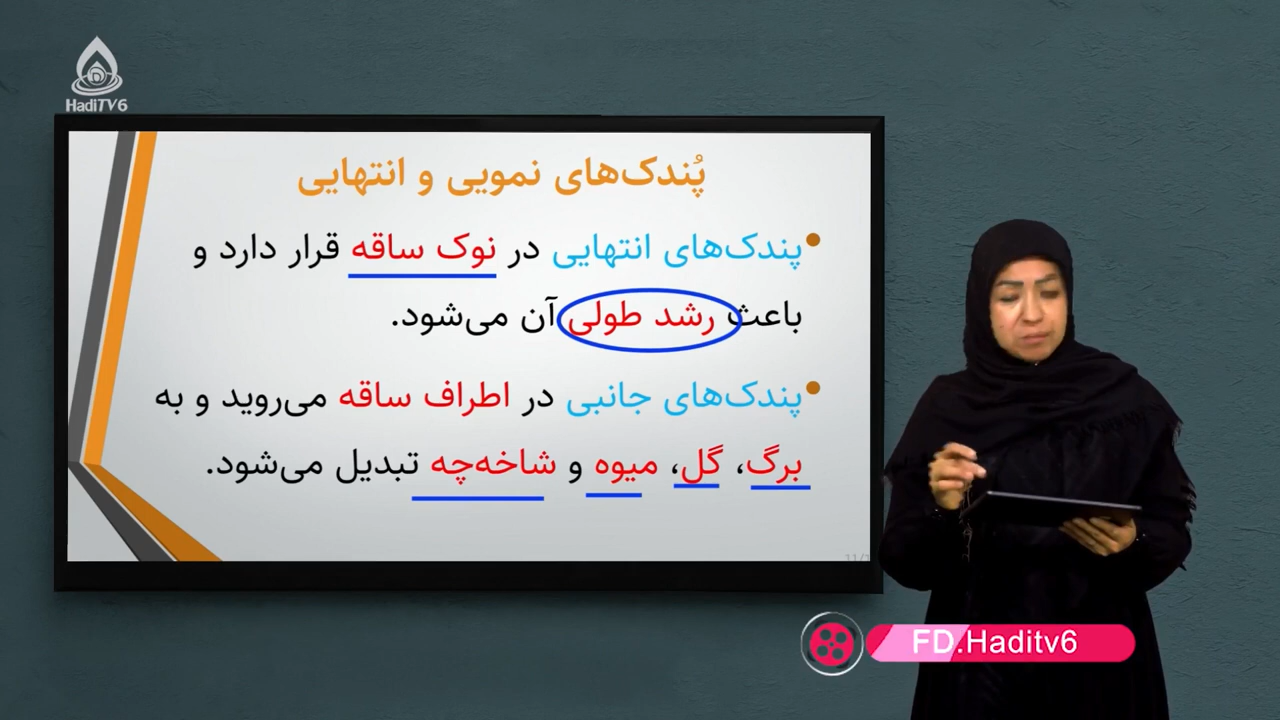 HadiTV6
پُندک‌های نمویی و انتهایی
پندک‌های انتهایی در نوک ساقه قرار دارد و
باعث رشد طولی آن می‌شود.
پندک‌های جانبی در اطراف ساقه می‌روید و به
برگ، گل، میوه و شاخه‌چه تبدیل می‌شود.
FD.Haditv6